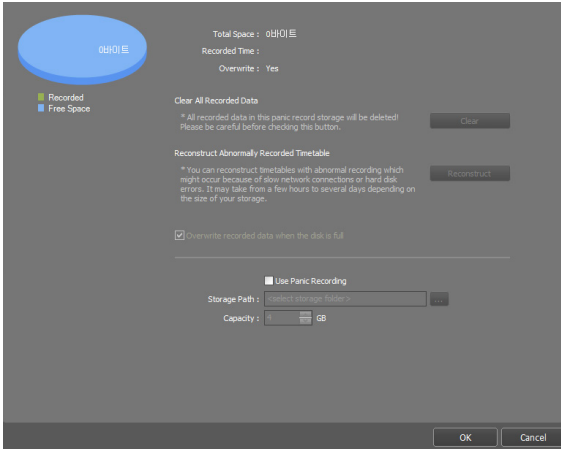 0바이트
Recorded
Free Space
Total Space : 0바이트
Recorded Time :
Overwrite : Yes
Clear All Recorded Data
* All recorded data in this panic record storage will be deleted!
Please be careful before checking this button.
Clear
Reconstruct Abnormally Recorded Timetable
* You can reconstruct timetables with abnormal recording which
might occur because of slow network connections or hard disk
errors. It may take from a few hours to several days depending on
the size of your storage.
Reconstruct
Overwrite recorded data when the disk is full
Use Panic Recording
Storage Path : <select storage folder> ...
Capacity : 4 GB
OK Cancel